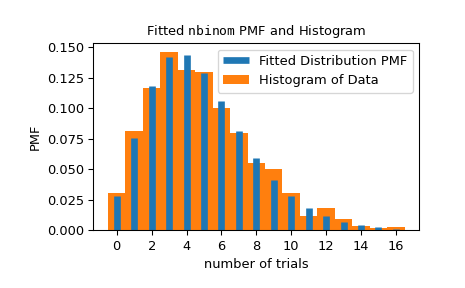 Fitted nbinom PMF and Histogram
0.150
0.125
0.100
0.075
0.050
0.025
0.000
PMF
Fitted Distribution PMF
Histogram of Data
0 2 4 6 8 10 12 14 16
number of trials